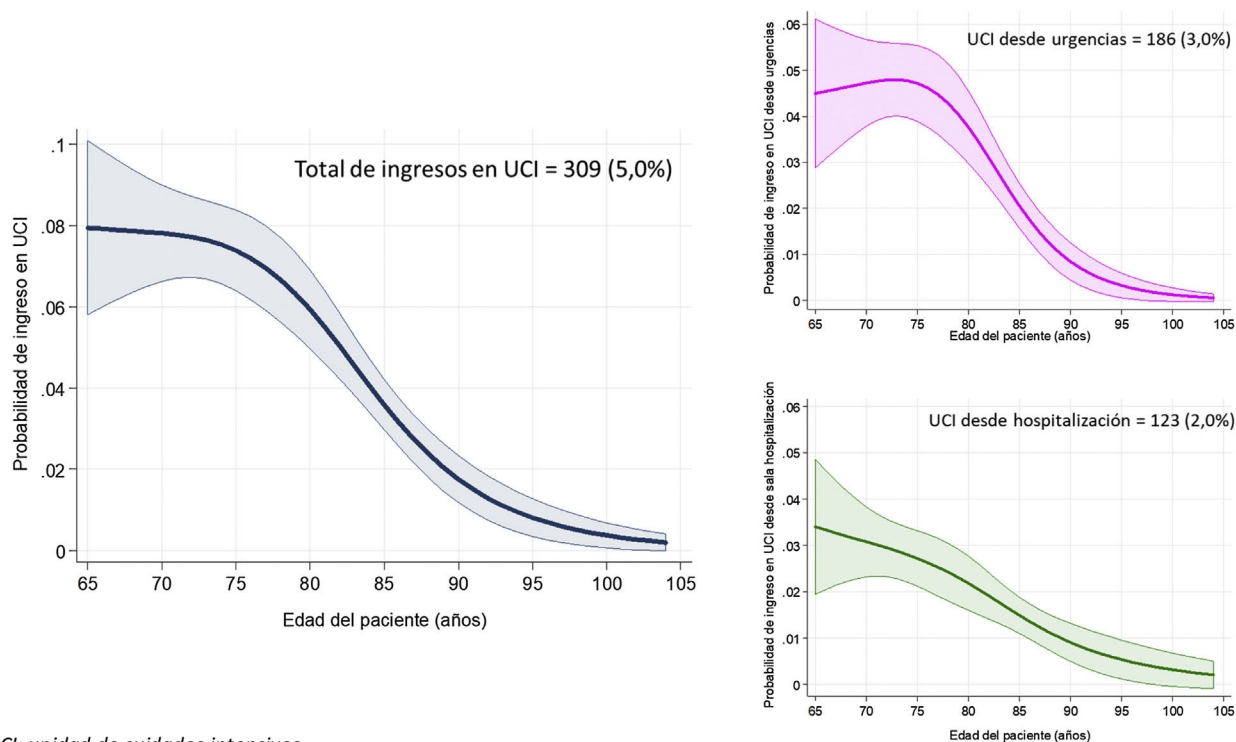 Total de ingresos en UCI = 309 (5,0%)
Probabilidad de ingreso en UCI
.1
.08
.06
.04
.02
0
65 70 75 80 85 90 95 100 105
Edad del paciente (años)
UCI desde urgencias = 186 (3,0%)
Probabilidad de ingreso en UCI desde urgencias
.06
.05
.04
.03
.02
.01
0
65 70 75 80 85 90 95 100 105
Edad del paciente (años)
UCI desde hospitalización = 123 (2,0%)
Probabilidad de ingreso en UCI desde sala hospitalización
.06
.05
.04
.03
.02
.01
0
65 70 75 80 85 90 95 100 105
Edad del paciente (años)